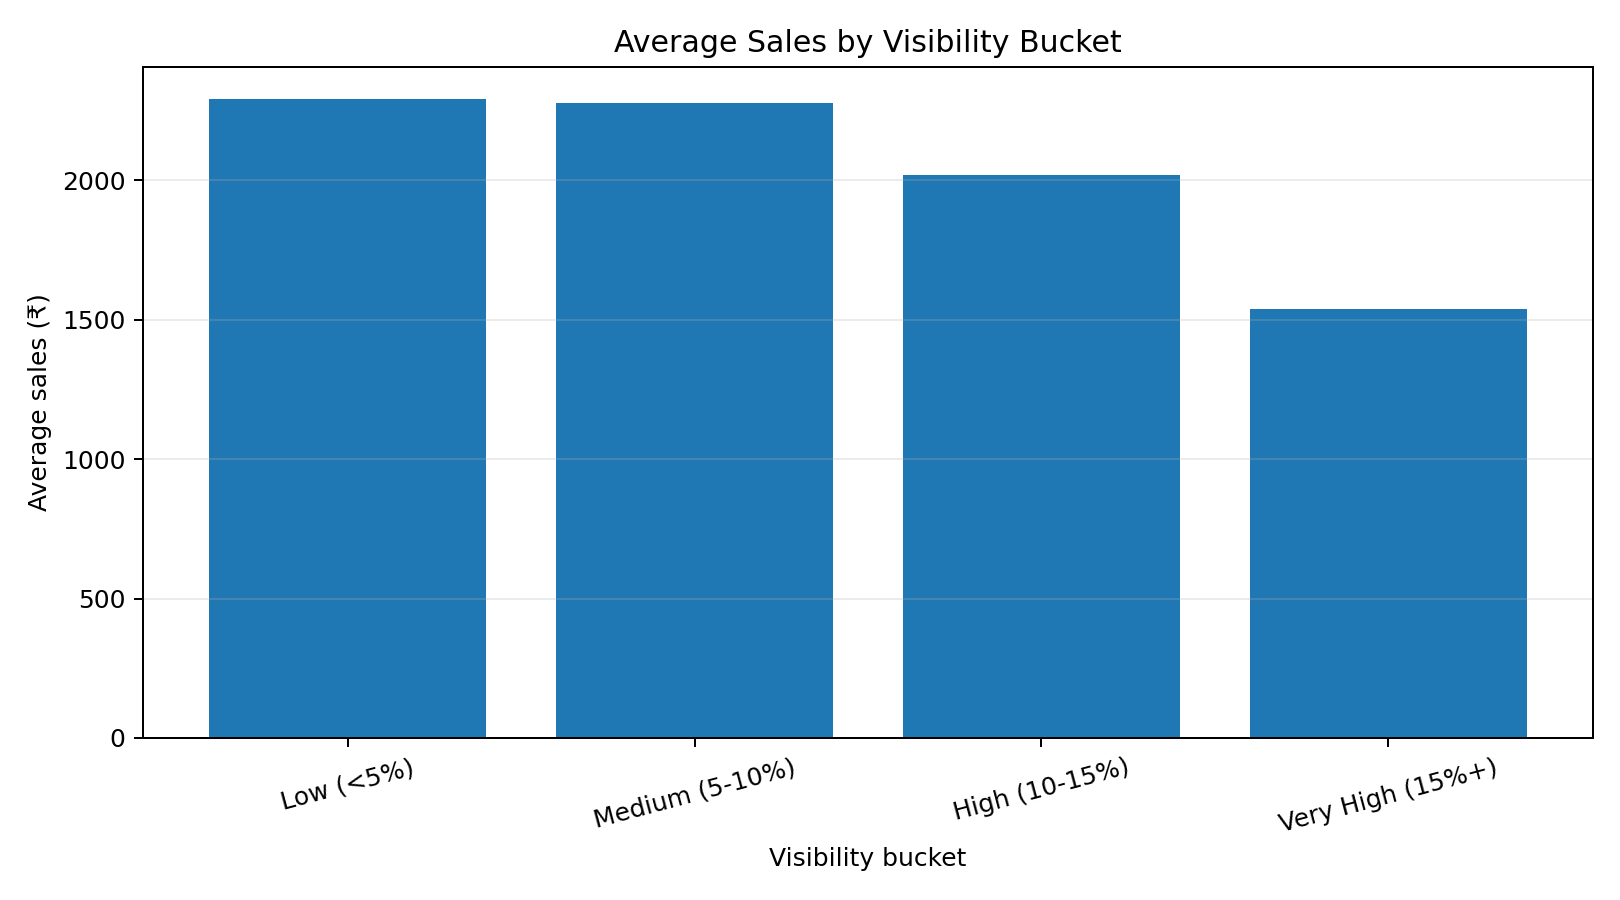 Average Sales by Visibility Bucket
Average sales (₹)
2000
1500
1000
500
0
Low (<5%)
Medium (5-10%)
High (10-15%)
Very High (15%+)
Visibility bucket